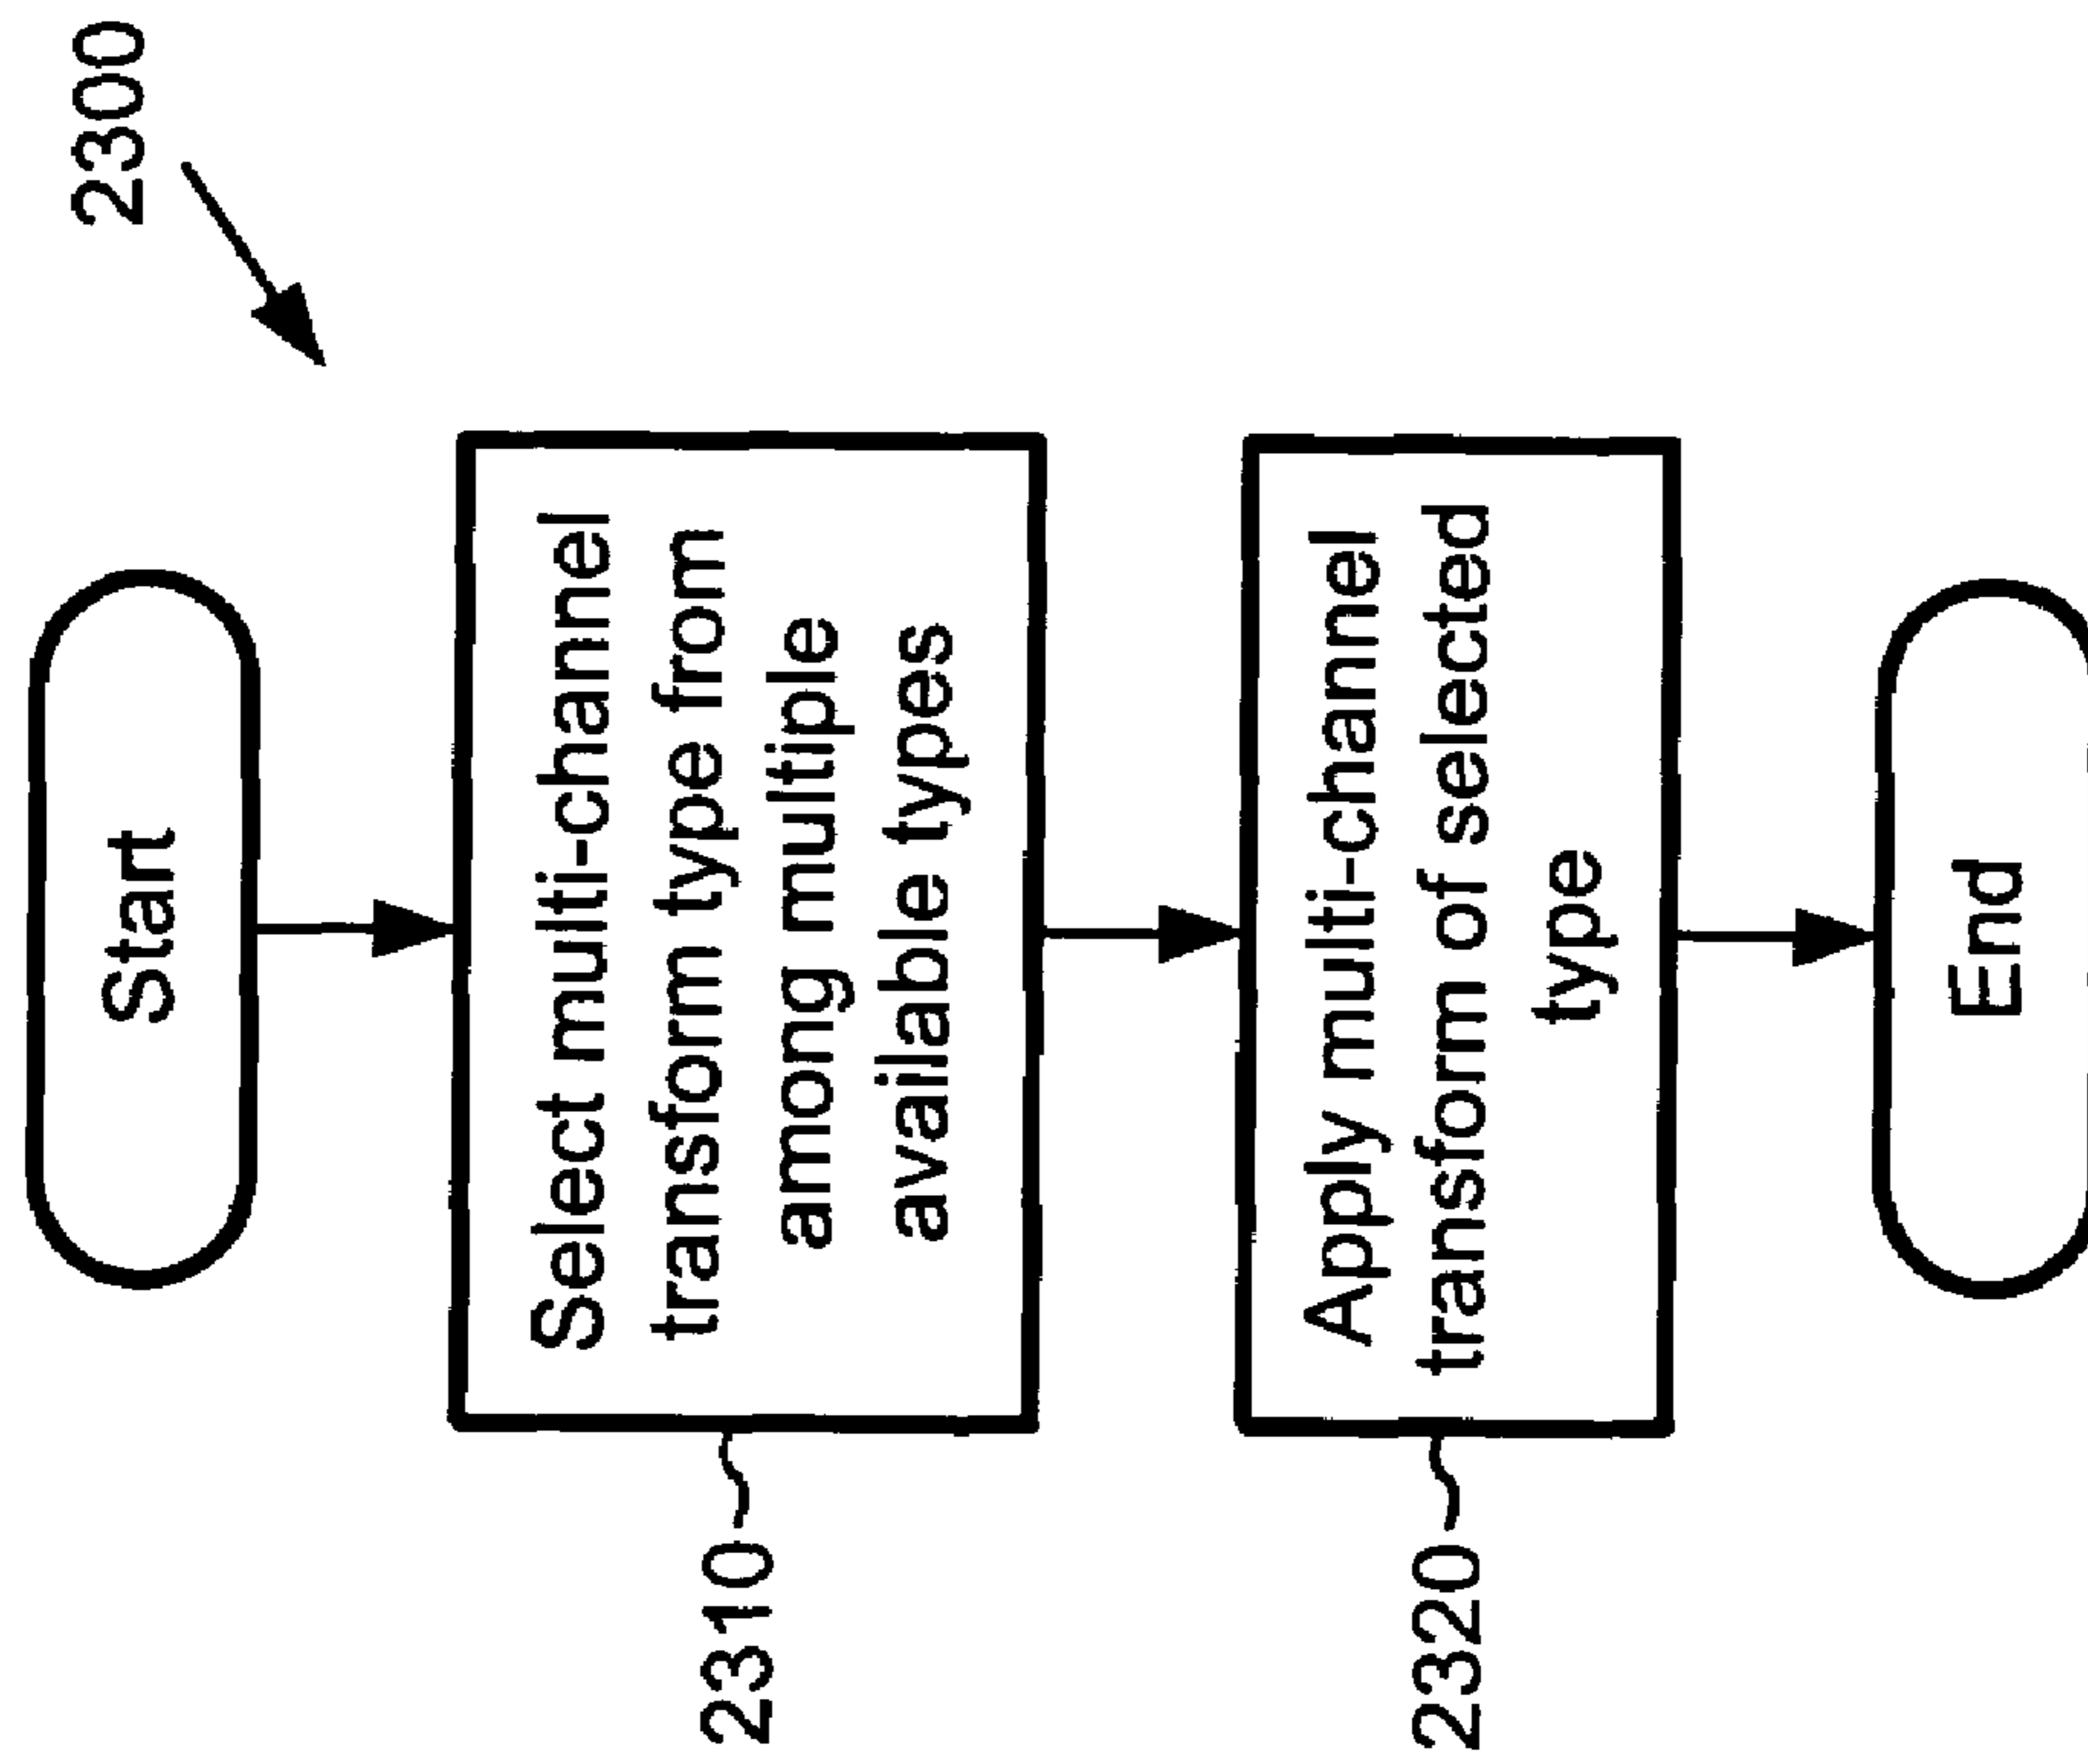 2300
Start
Select multi-channel
transform type from
among multiple
available types
2310
Apply multi-channel
transform of selected
type
2320
End